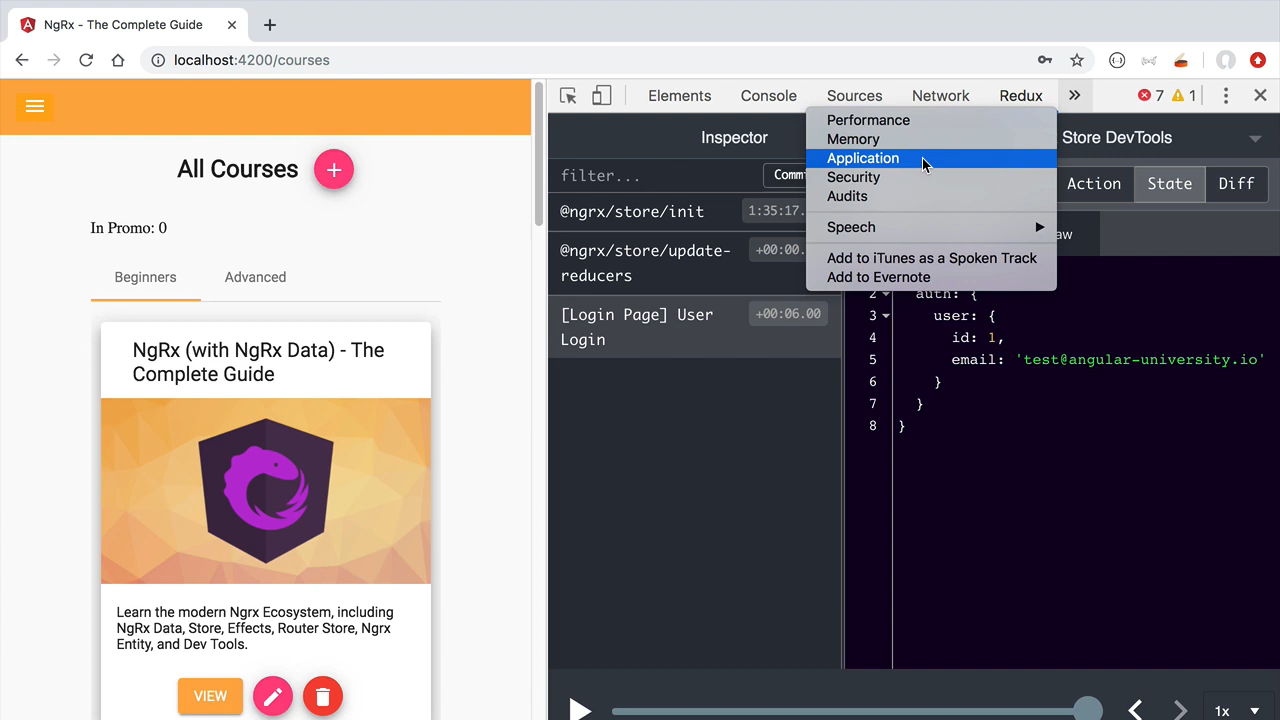 NgRx - The Complete Guide
localhost:4200/courses
All Courses
+
In Promo: 0
Beginners
Advanced
NgRx (with NgRx Data) - The
Complete Guide
Learn the modern Ngrx Ecosystem, including
NgRx Data, Store, Effects, Router Store, Ngrx
Entity, and Dev Tools.
VIEW
Elements
Console
Sources
Network
Redux
»
7
1
Performance
Memory
Application
Security
Audits
Speech
Add to iTunes as a Spoken Track
Add to Evernote
Inspector
Store DevTools
filter...
Commi
Action
State
Diff
aw
@ngrx/store/init
1:35:17.
@ngrx/store/update-
reducers
+00:00.
[Login Page] User
Login
+00:06.00
2 auth: {
3 user: {
4 id: 1,
5 email: 'test@angular-university.io'
6 }
7 }
8 }
1x